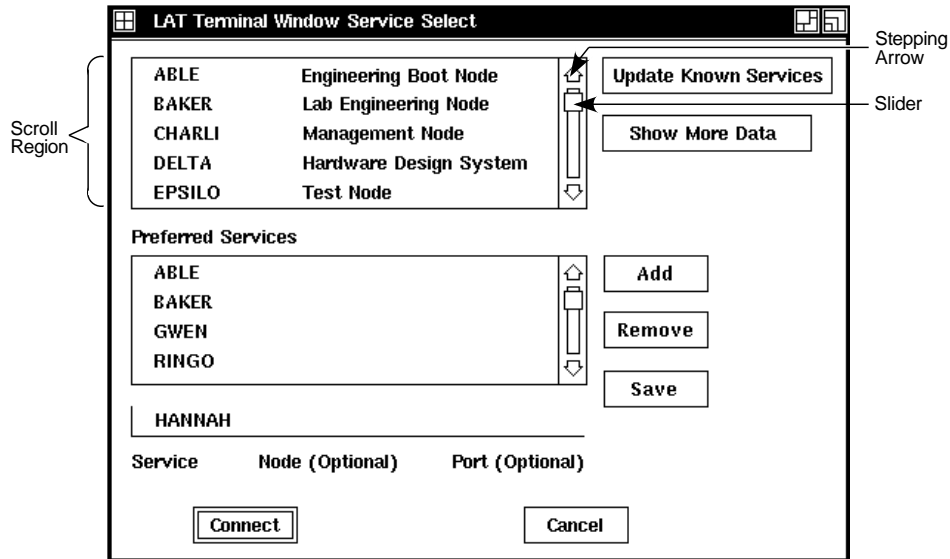 LAT Terminal Window Service Select
Stepping
Arrow
ABLE Engineering Boot Node
Update Known Services
BAKER Lab Engineering Node
Slider
Scroll
Region
CHARLI Management Node
Show More Data
DELTA Hardware Design System
EPSILO Test Node
Preferred Services
ABLE
Add
BAKER
GWEN
Remove
RINGO
Save
HANNAH
Service Node (Optional) Port (Optional)
Connect
Cancel